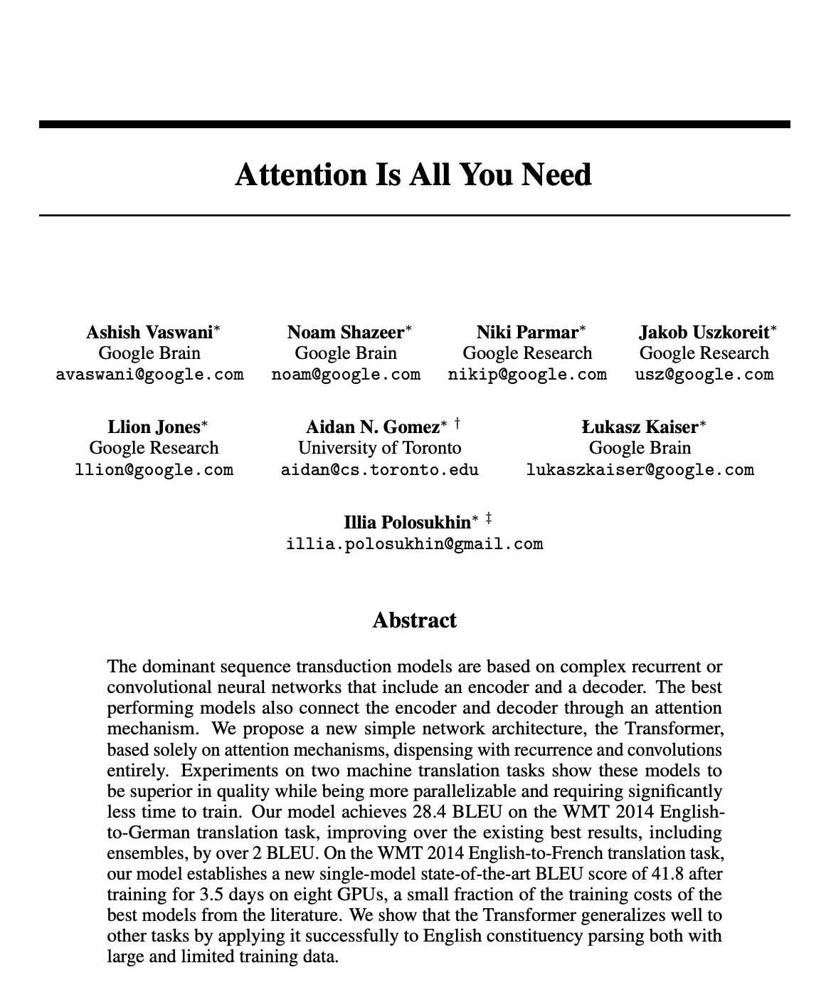 Attention Is All You Need
Ashish Vaswani* Noam Shazeer* Niki Parmar* Jakob Uszkoreit*
Google Brain Google Brain Google Research Google Research
avaswani@google.com noam@google.com nikip@google.com usz@google.com
Llion Jones* Aidan N. Gomez* † Łukasz Kaiser*
Google Research University of Toronto Google Brain
llion@google.com aidan@cs.toronto.edu lukaszkaiser@google.com
Illia Polosukhin* ‡
illia.polosukhin@gmail.com
Abstract
The dominant sequence transduction models are based on complex recurrent or
convolutional neural networks that include an encoder and a decoder. The best
performing models also connect the encoder and decoder through an attention
mechanism. We propose a new simple network architecture, the Transformer,
based solely on attention mechanisms, dispensing with recurrence and convolutions
entirely. Experiments on two machine translation tasks show these models to
be superior in quality while being more parallelizable and requiring significantly
less time to train. Our model achieves 28.4 BLEU on the WMT 2014 English-
to-German translation task, improving over the existing best results, including
ensembles, by over 2 BLEU. On the WMT 2014 English-to-French translation task,
our model establishes a new single-model state-of-the-art BLEU score of 41.8 after
training for 3.5 days on eight GPUs, a small fraction of the training costs of the
best models from the literature. We show that the Transformer generalizes well to
other tasks by applying it successfully to English constituency parsing both with
large and limited training data.